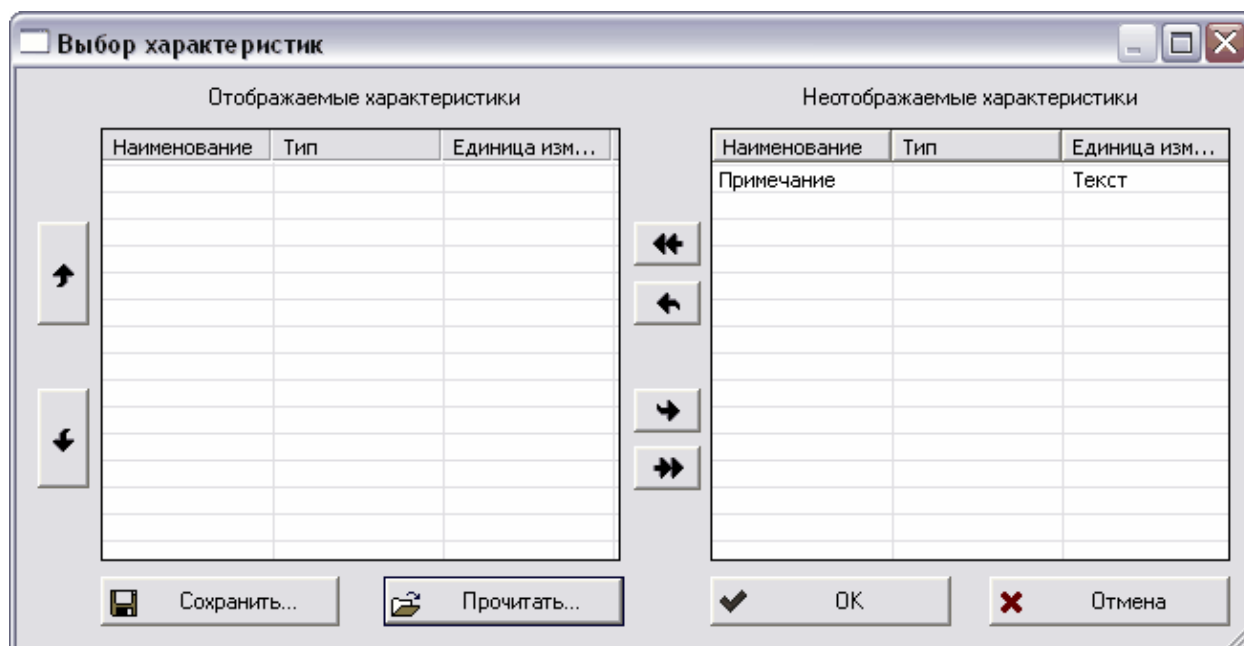 Выбор характеристик
Отображаемые характеристики Неотображаемые характеристики
Наименование Тип Единица изм... Наименование Тип Единица изм...
Примечание Текст
Сохранить... Прочитать... OK Отмена